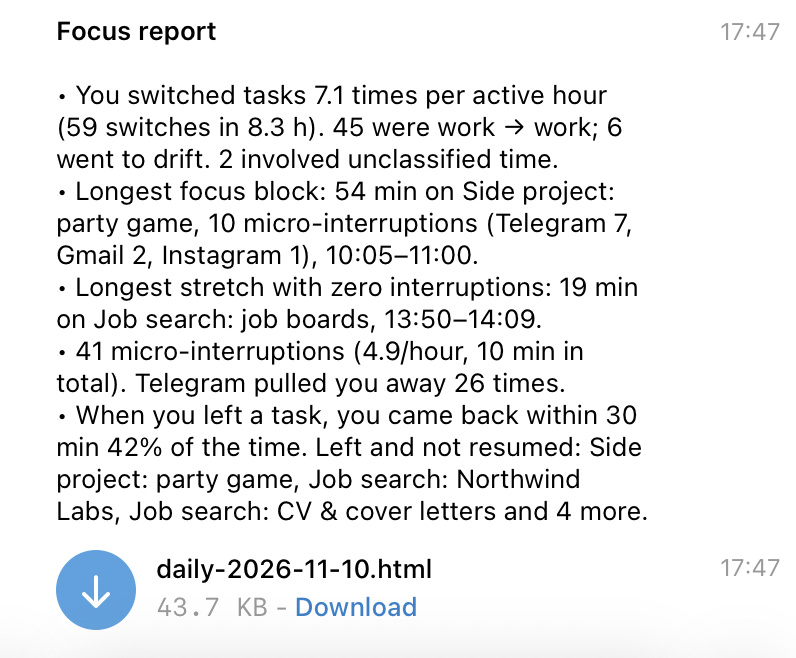 Focus report
17:47
• You switched tasks 7.1 times per active hour
(59 switches in 8.3 h). 45 were work → work; 6
went to drift. 2 involved unclassified time.
• Longest focus block: 54 min on Side project:
party game, 10 micro-interruptions (Telegram 7,
Gmail 2, Instagram 1), 10:05–11:00.
• Longest stretch with zero interruptions: 19 min
on Job search: job boards, 13:50–14:09.
• 41 micro-interruptions (4.9/hour, 10 min in
total). Telegram pulled you away 26 times.
• When you left a task, you came back within 30
min 42% of the time. Left and not resumed: Side
project: party game, Job search: Northwind
Labs, Job search: CV & cover letters and 4 more.
daily-2026-11-10.html
17:47
43.7 KB - Download